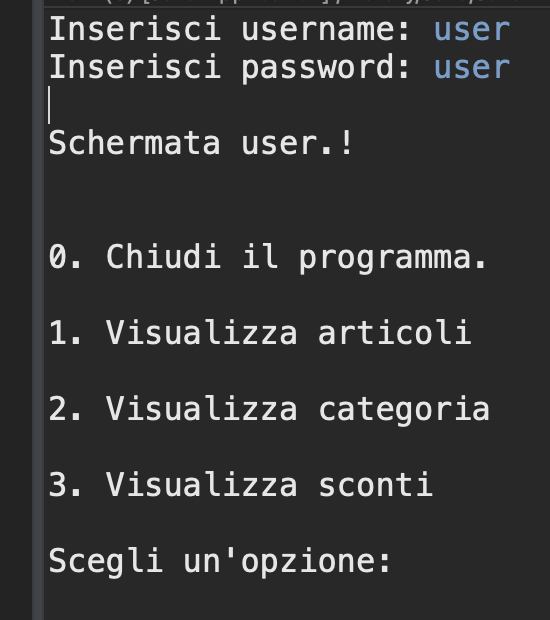 Inserisci username: user
Inserisci password: user
Schermata user.!
0. Chiudi il programma.
1. Visualizza articoli
2. Visualizza categoria
3. Visualizza sconti
Scegli un'opzione: